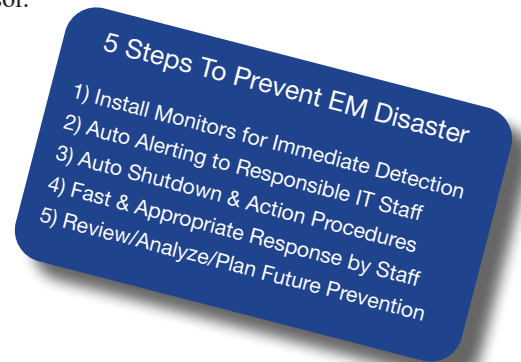 sor.
5 Steps To Prevent EM Disaster
1) Install Monitors for Immediate Detection
2) Auto Alerting to Responsible IT Staff
3) Auto Shutdown & Action Procedures
4) Fast & Appropriate Response by Staff
5) Review/Analyze/Plan Future Prevention